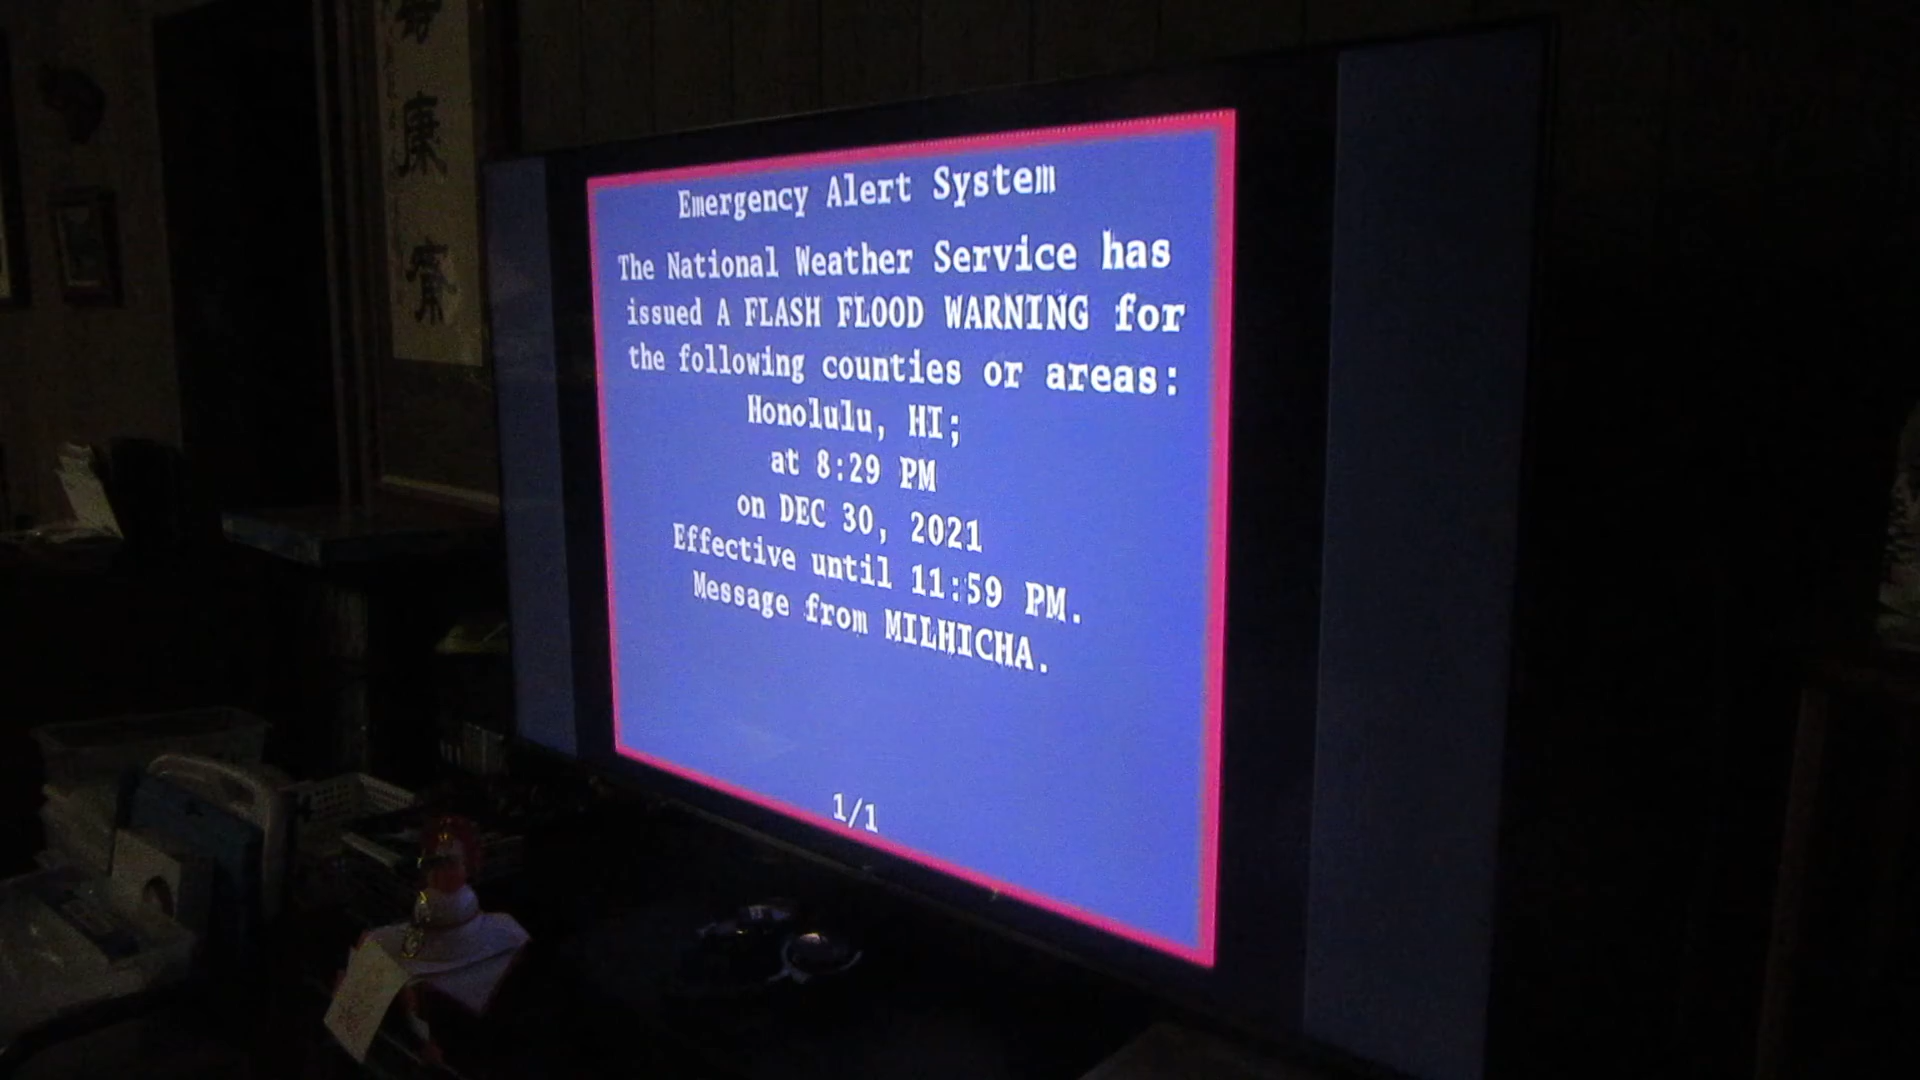 Emergency Alert System
The National Weather Service has
issued A FLASH FLOOD WARNING for
the following counties or areas:
Honolulu, HI;
at 8:29 PM
on DEC 30, 2021
Effective until 11:59 PM.
Message from MILHICHA.
1/1
廉
齋